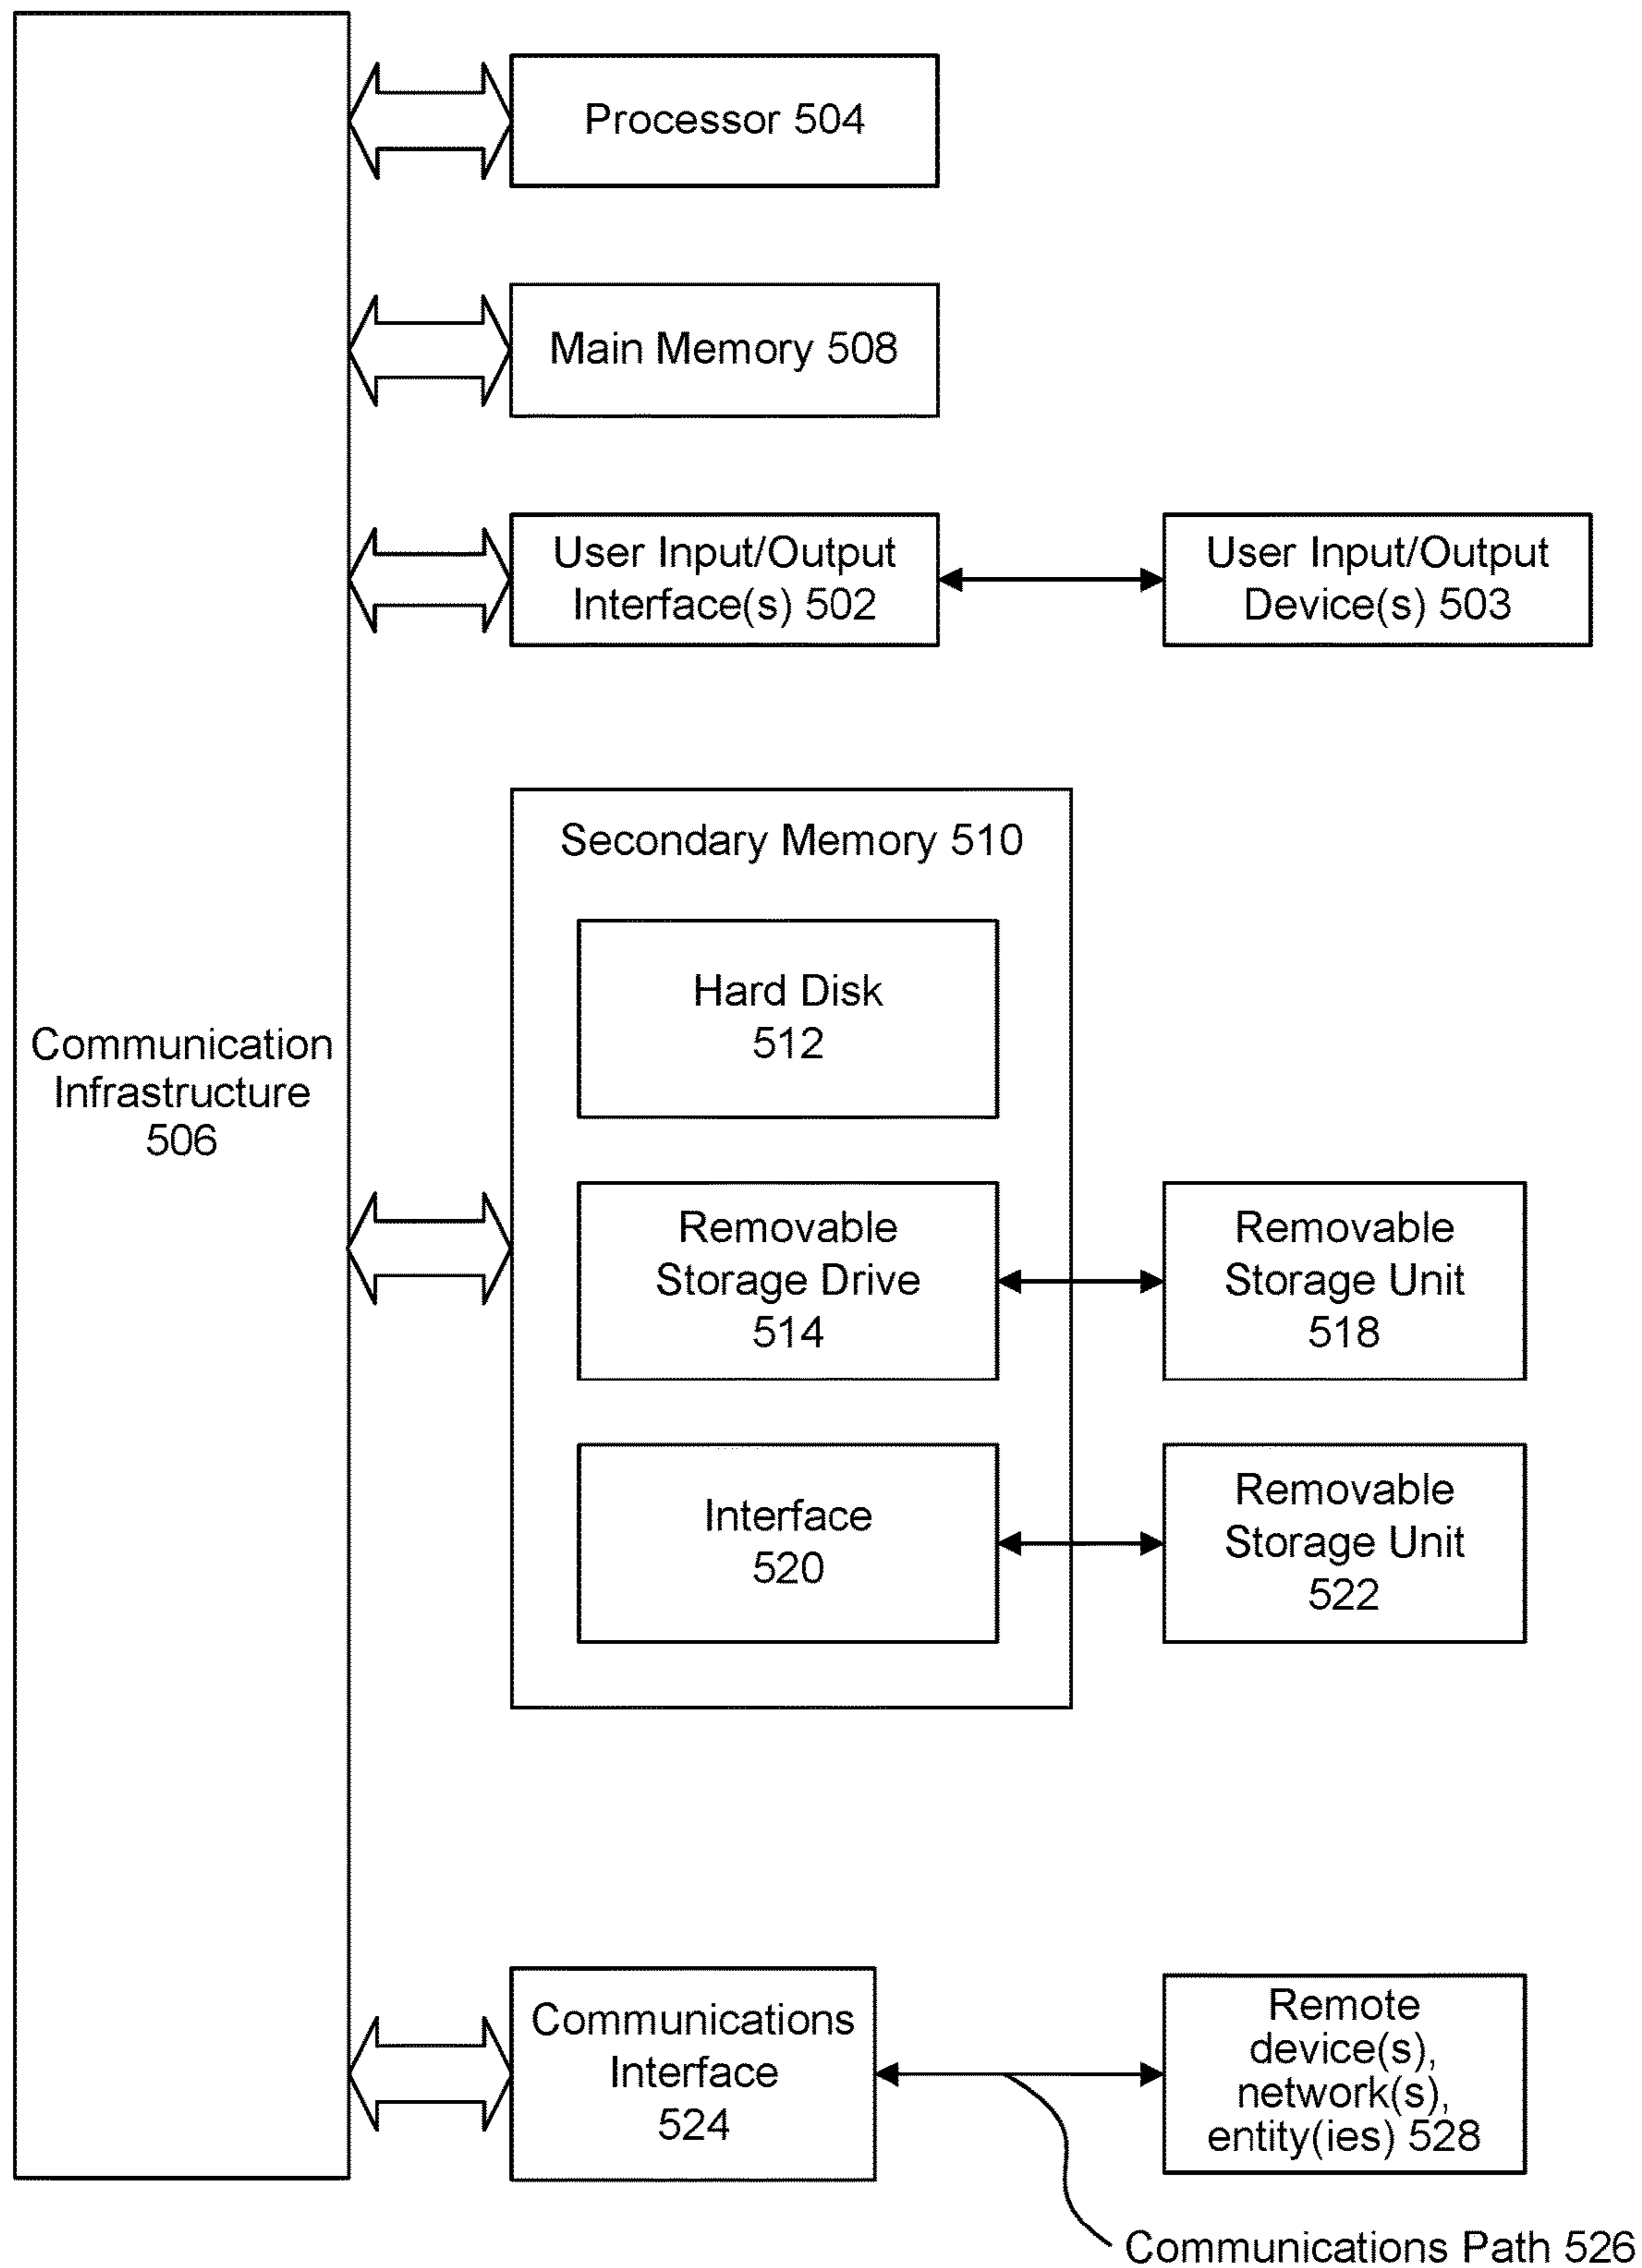 Processor 504
Main Memory 508
User Input/Output
Interface(s) 502
User Input/Output
Device(s) 503
Secondary Memory 510
Hard Disk
512
Communication
Infrastructure
506
Removable
Storage Drive
514
Removable
Storage Unit
518
Interface
520
Removable
Storage Unit
522
Communications
Interface
524
Remote
device(s),
network(s),
entity(ies) 528
Communications Path 526